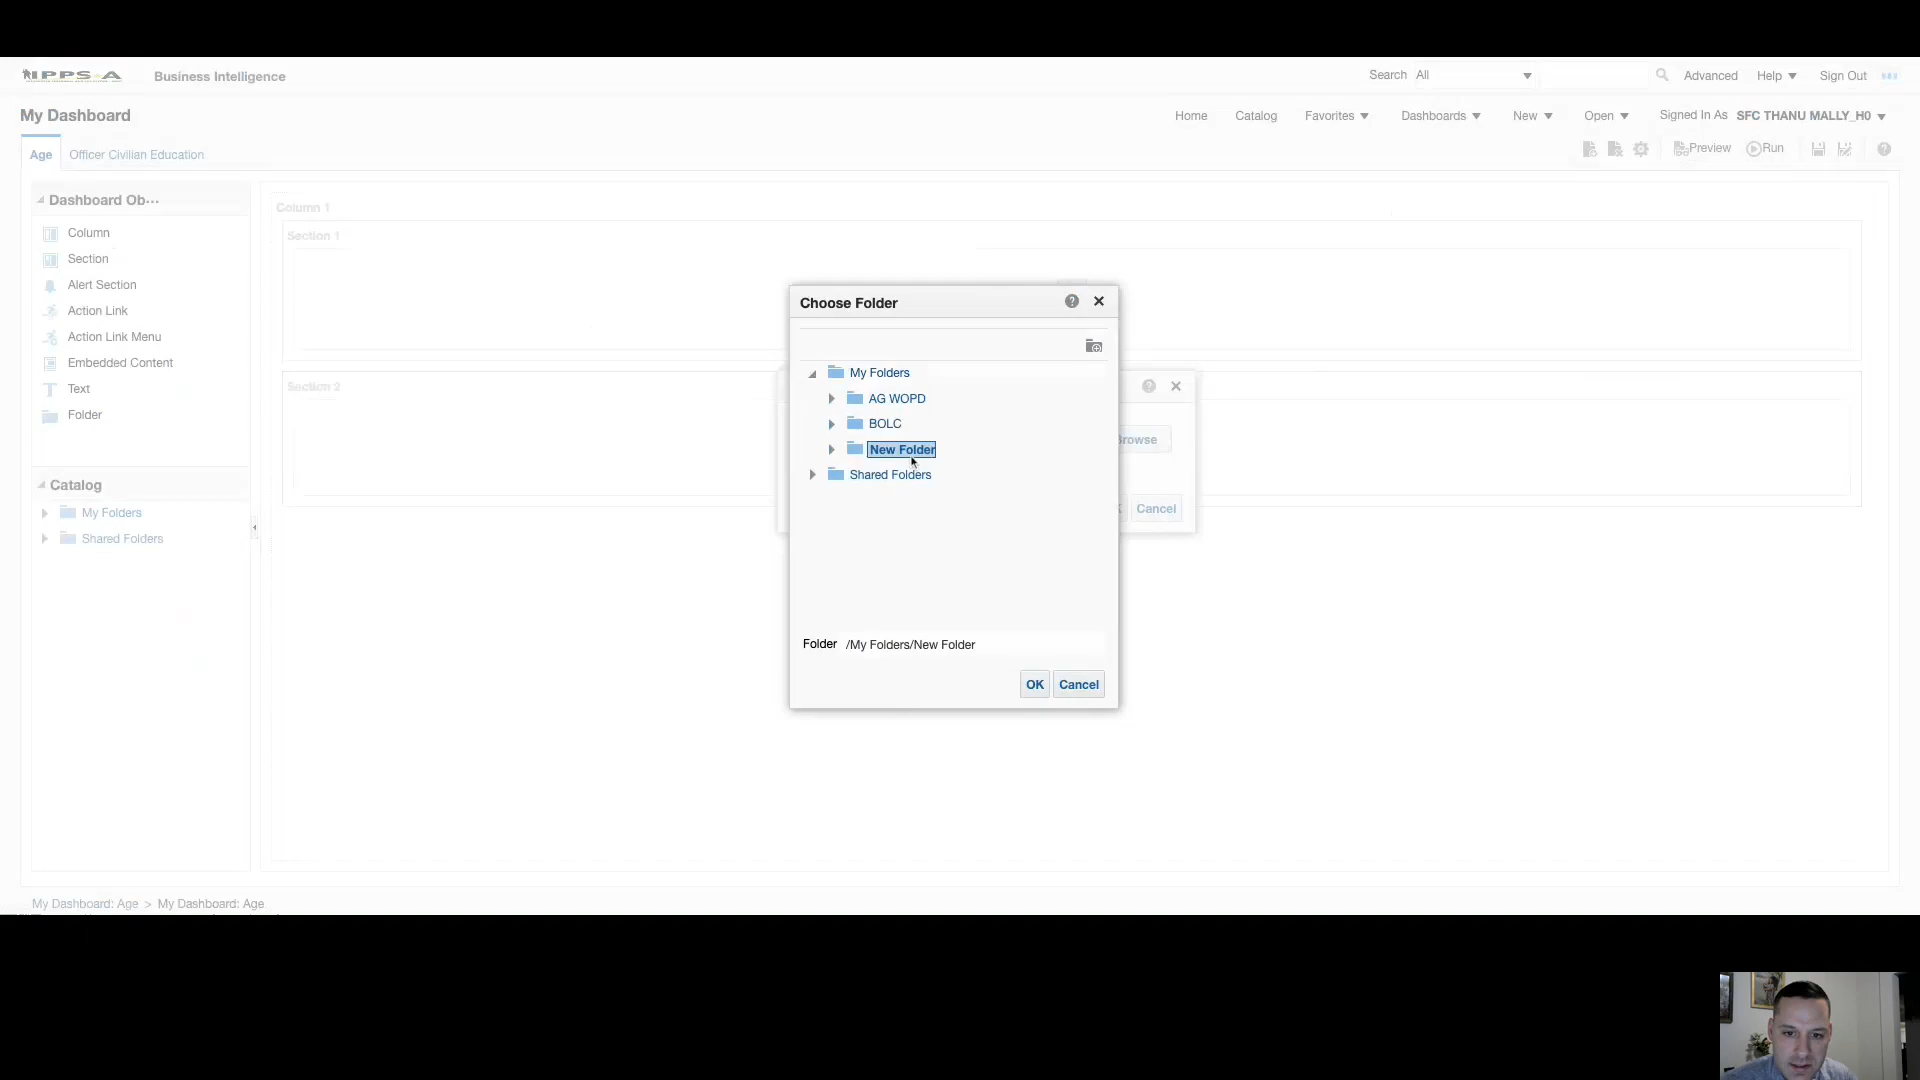 IPPS-A Business Intelligence Search All Advanced Help Sign Out
My Dashboard Home Catalog Favorites Dashboards New Open Signed In As SFC THANU MALLY_H0
Age Officer Civilian Education Preview Run
Dashboard Ob...
Column
Section
Alert Section
Action Link
Action Link Menu
Embedded Content
Text
Folder
Catalog
My Folders
Shared Folders
Column 1
Section 1
Section 2
Choose Folder
My Folders
AG WOPD
BOLC
New Folder
Shared Folders
Folder /My Folders/New Folder
OK Cancel
Browse
Cancel
My Dashboard: Age > My Dashboard: Age